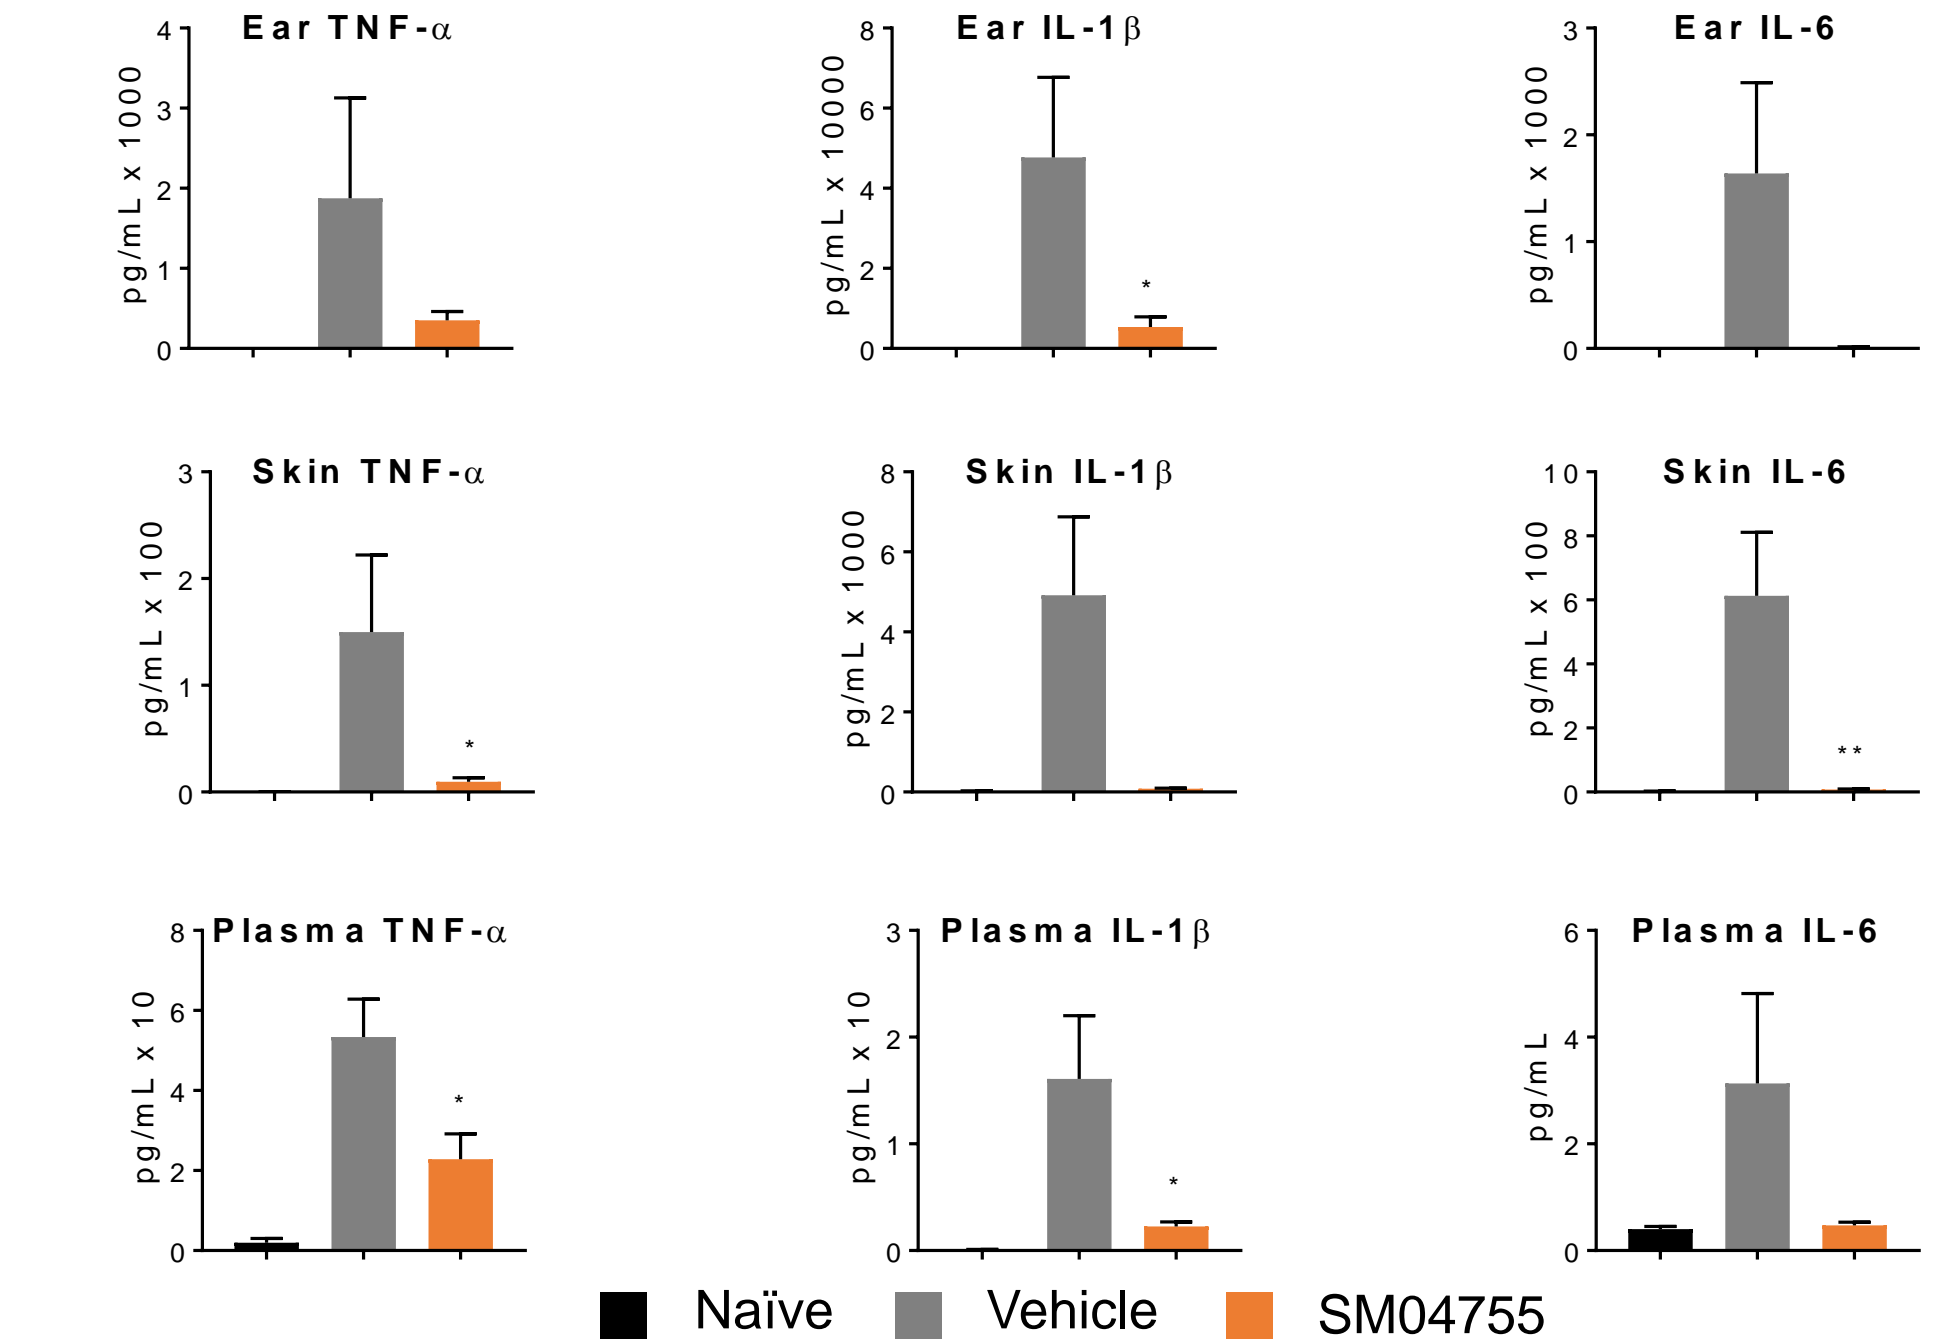 Ear TNF-α
pg/mL x 10000
4
3
2
1
0
Ear IL-1β
pg/mL x 10000
8
6
4
2
0
*
Ear IL-6
pg/mL x 10000
3
2
1
0
Skin TNF-α
pg/mL x 100
3
2
1
0
*
Skin IL-1β
pg/mL x 1000
8
6
4
2
0
Skin IL-6
pg/mL x 100
10
8
6
4
2
0
**
Plasma TNF-α
pg/mL x 10
8
6
4
2
0
*
Plasma IL-1β
pg/mL x 10
3
2
1
0
*
Plasma IL-6
pg/mL
6
4
2
0
Naïve Vehicle SM04755